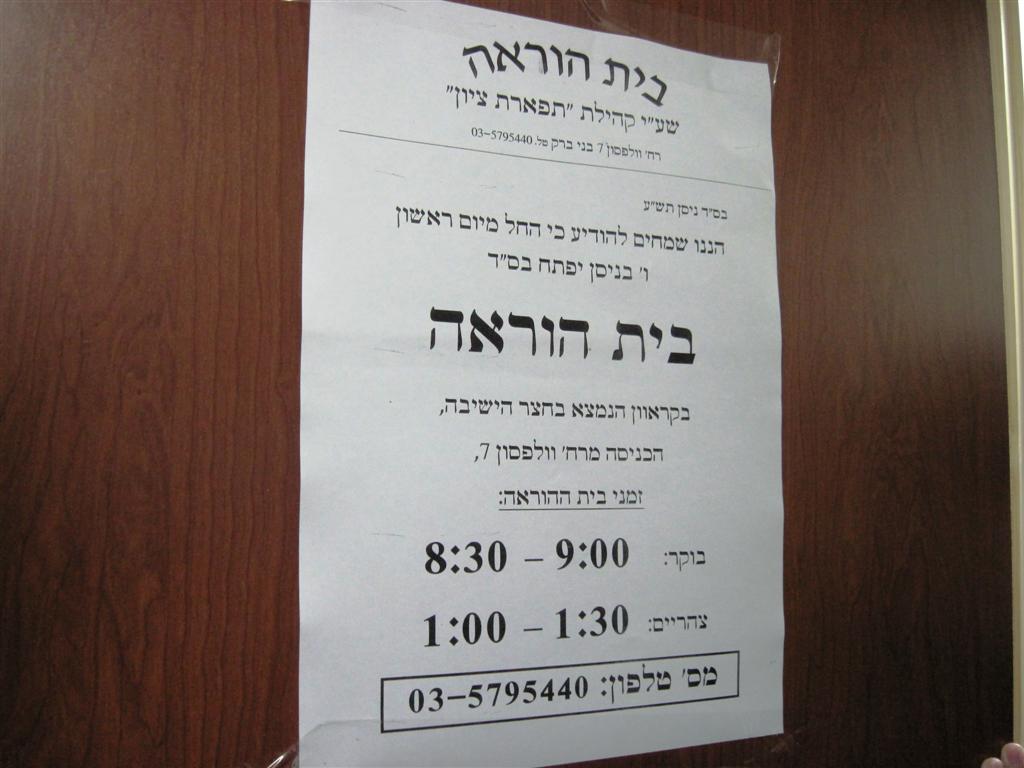 בית הוראה
שע"י קהילת "תפארת ציון"
רח' וולפסון 7 בני ברק טל. 03-5795440
בס"ד ניסן תש"ע
הננו שמחים להודיע כי החל מיום ראשון
ו' בניסן יפתח בס"ד
בית הוראה
בקראוון הנמצא בחצר הישיבה,
הכניסה מרח' וולפסון 7,
זמני בית ההוראה:
בוקר: 8:30 – 9:00
צהריים: 1:00 – 1:30
מס' טלפון: 03-5795440